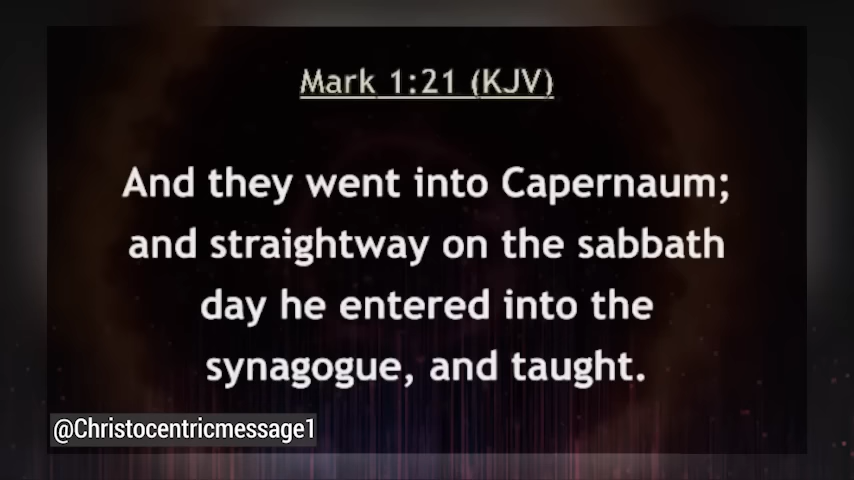 Mark 1:21 (KJV)
And they went into Capernaum;
and straightway on the sabbath
day he entered into the
synagogue, and taught.
@Christocentricmessage1